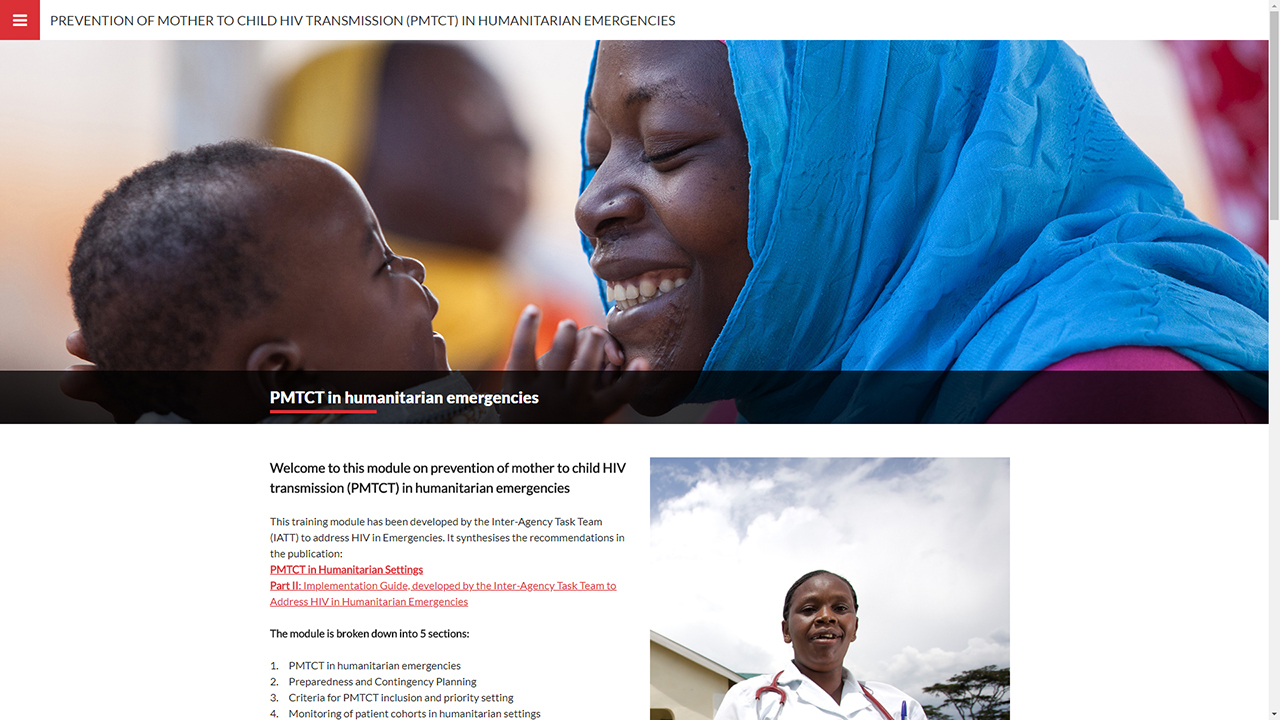 PREVENTION OF MOTHER TO CHILD HIV TRANSMISSION (PMTCT) IN HUMANITARIAN EMERGENCIES
PMTCT in humanitarian emergencies
Welcome to this module on prevention of mother to child HIV
transmission (PMTCT) in humanitarian emergencies
This training module has been developed by the Inter-Agency Task Team
(IATT) to address HIV in Emergencies. It synthesises the recommendations in
the publication:
PMTCT in Humanitarian Settings
Part II: Implementation Guide, developed by the Inter-Agency Task Team to
Address HIV in Humanitarian Emergencies
The module is broken down into 5 sections:
1. PMTCT in humanitarian emergencies
2. Preparedness and Contingency Planning
3. Criteria for PMTCT inclusion and priority setting
4. Monitoring of patient cohorts in humanitarian settings